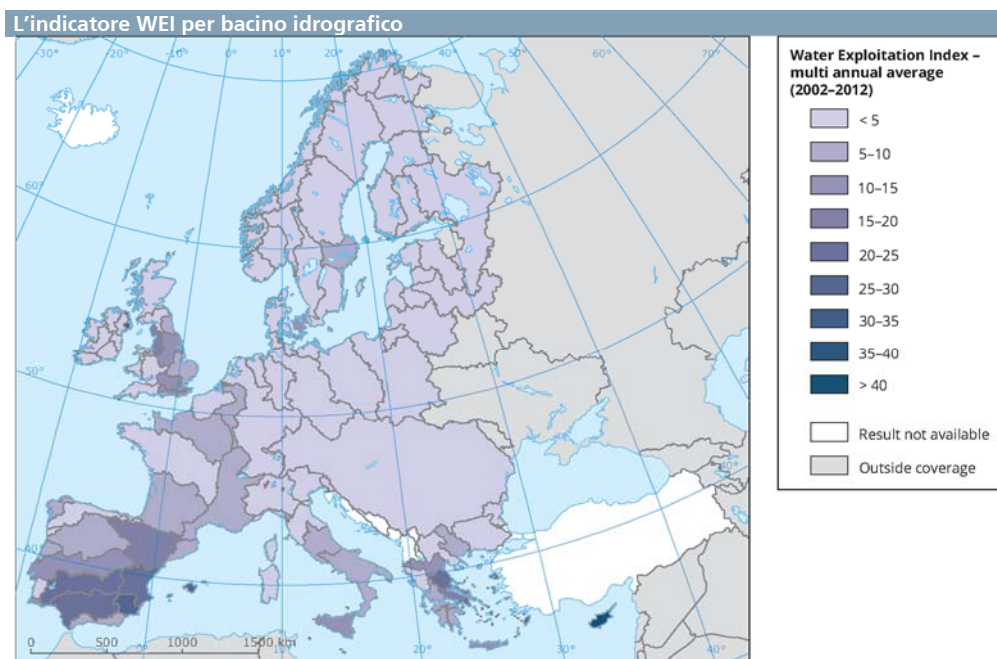 L'indicatore WEI per bacino idrografico
-30° -20° -10° 0° 10° 20° 30° 40° 50° 60° 70°
60°
50°
40°
40°
0 500 1000 1500 km
20° 30° 40°
Water Exploitation Index –
multi annual average
(2002–2012)
< 5
5–10
10–15
15–20
20–25
25–30
30–35
35–40
> 40
Result not available
Outside coverage